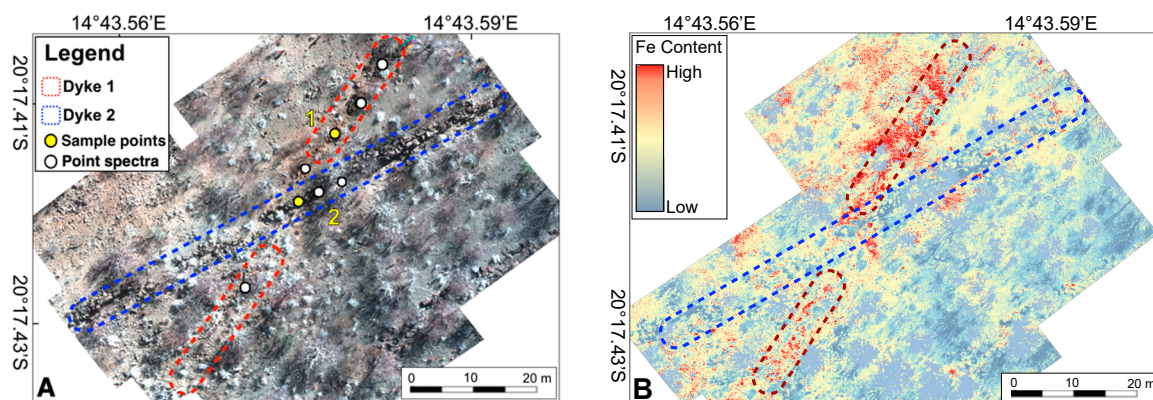 14°43.56'E
14°43.59'E
20°17.41'S
20°17.43'S
Legend
Dyke 1
Dyke 2
Sample points
Point spectra
1
2
A
0 10 20 m
14°43.56'E
14°43.59'E
20°17.41'S
20°17.43'S
Fe Content
High
Low
B
0 10 20 m